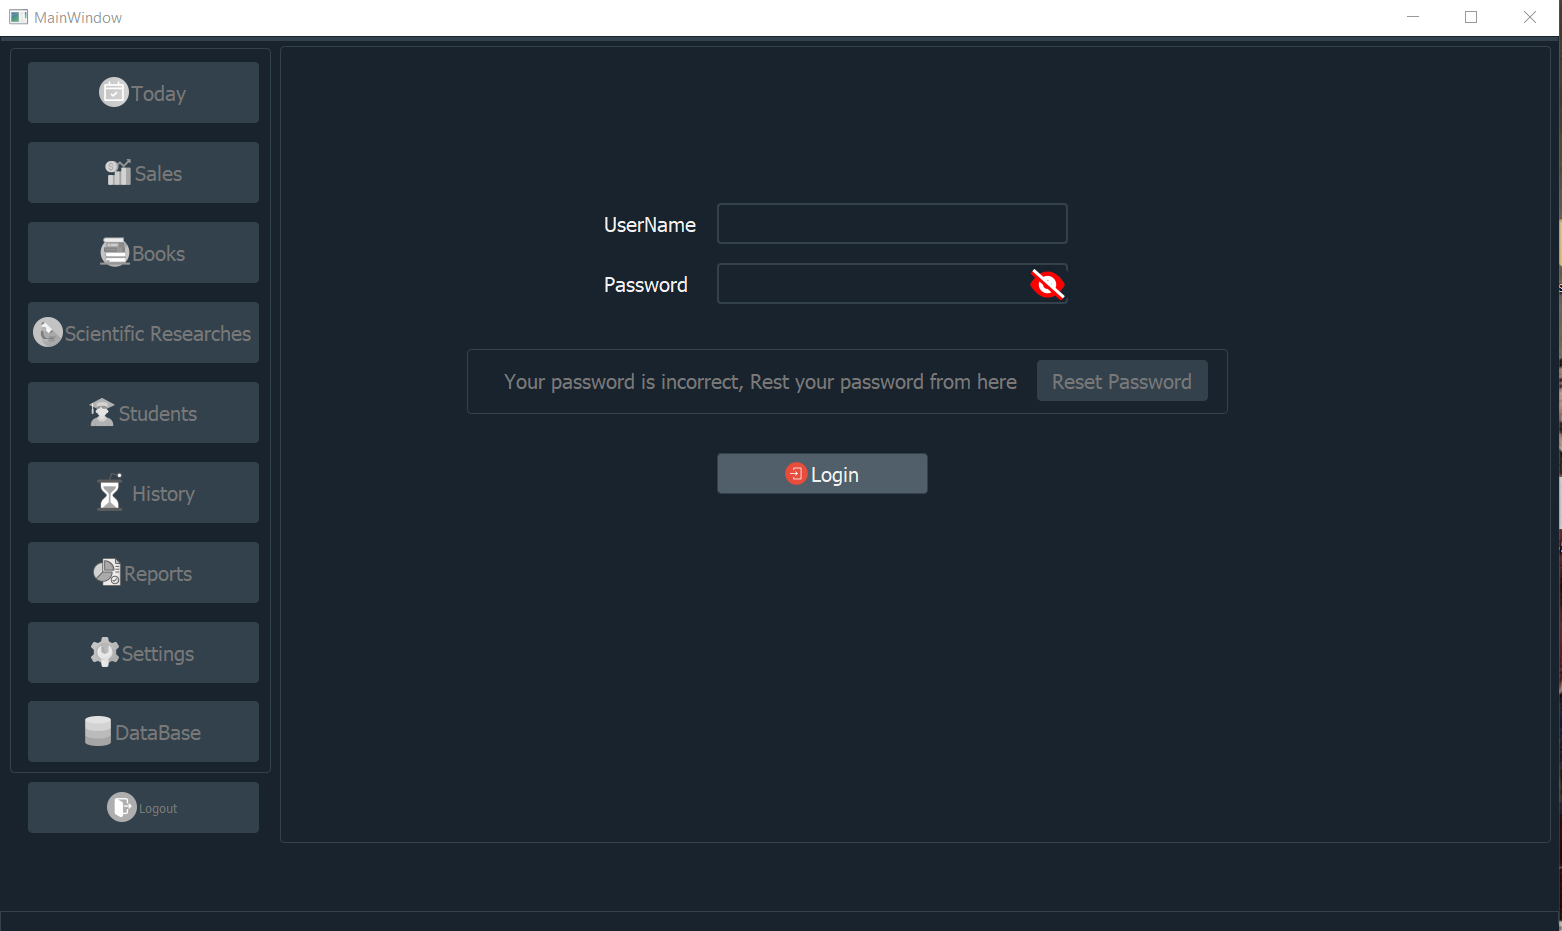 MainWindow
Today
Sales
Books
Scientific Researches
Students
History
Reports
Settings
DataBase
Logout
UserName
Password
Your password is incorrect, Rest your password from here
Reset Password
Login